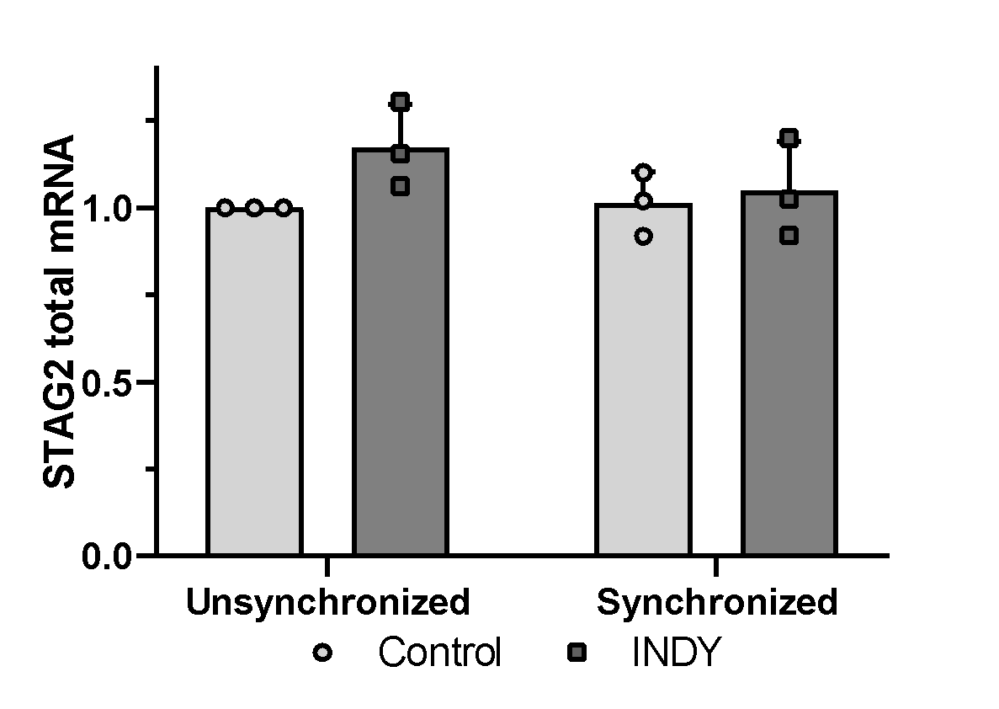 STAG2 total mRNA
1.0
0.5
0.0
Unsynchronized Synchronized
Control INDY